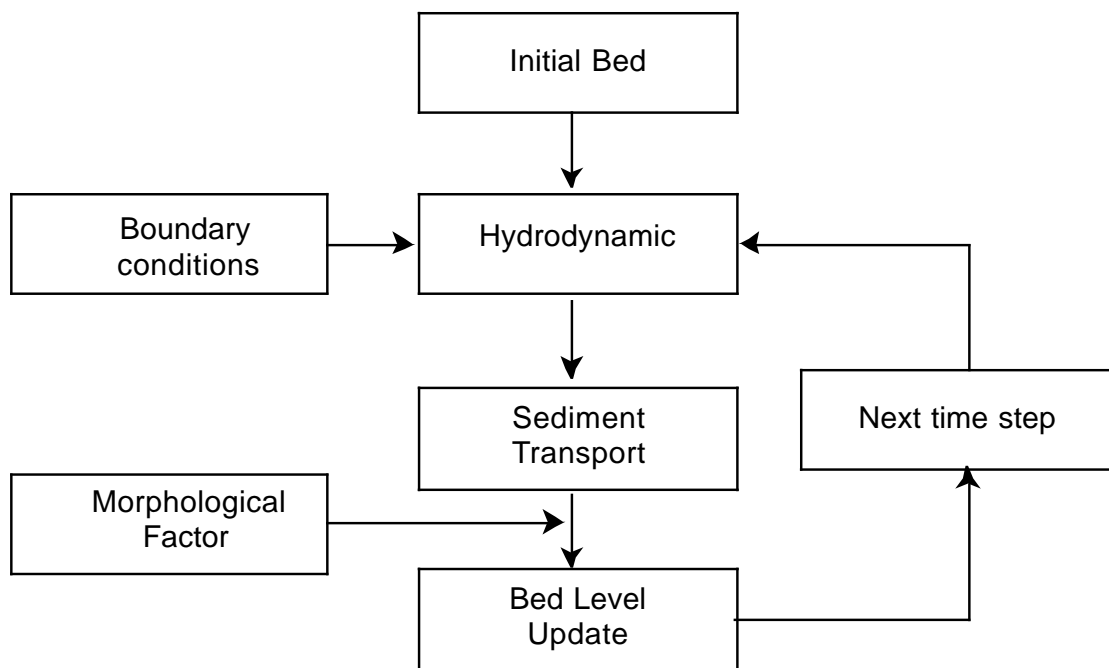 Initial Bed
Boundary
conditions
Hydrodynamic
Sediment
Transport
Next time step
Morphological
Factor
Bed Level
Update